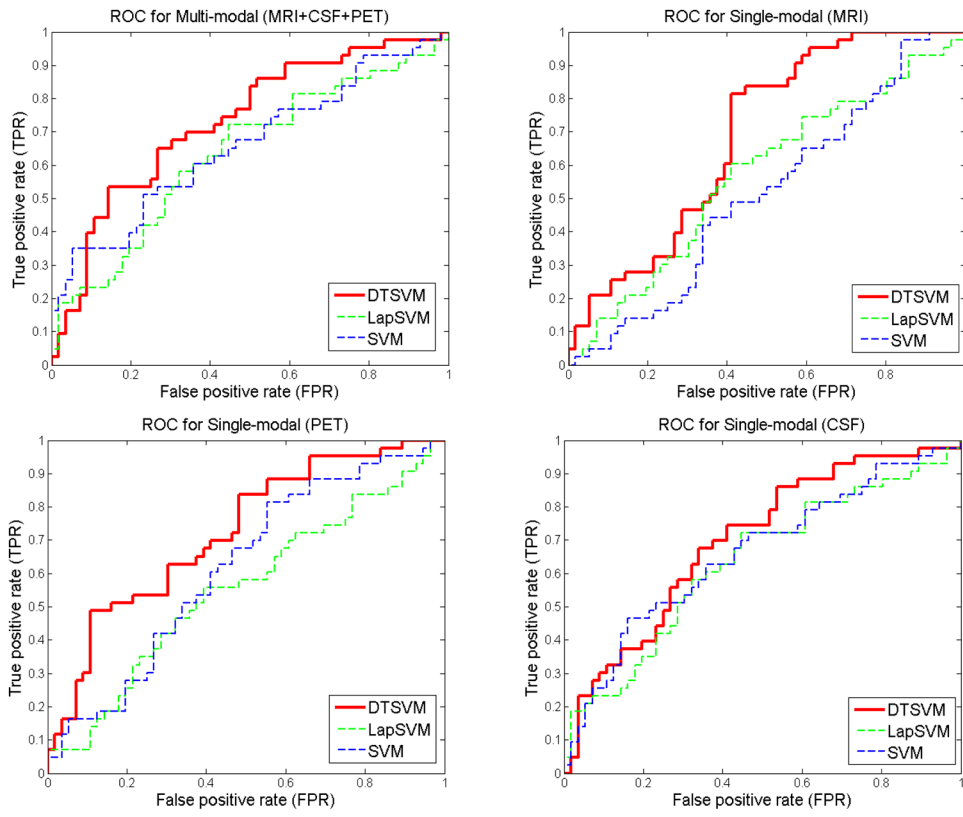 ROC for Multi-modal (MRI+CSF+PET)
True positive rate (TPR)
1
0.9
0.8
0.7
0.6
0.5
0.4
0.3
0.2
0.1
0
0.2
0.4
0.6
0.8
1
False positive rate (FPR)
DTSVM
LapSVM
SVM
ROC for Single-modal (MRI)
True positive rate (TPR)
1
0.9
0.8
0.7
0.6
0.5
0.4
0.3
0.2
0.1
0
0
0.2
0.4
0.6
0.8
1
False positive rate (FPR)
DTSVM
LapSVM
SVM
ROC for Single-modal (PET)
True positive rate (TPR)
1
0.9
0.8
0.7
0.6
0.5
0.4
0.3
0.2
0.1
0
0
0.2
0.4
0.6
0.8
1
False positive rate (FPR)
DTSVM
LapSVM
SVM
ROC for Single-modal (CSF)
True positive rate (TPR)
1
0.9
0.8
0.7
0.6
0.5
0.4
0.3
0.2
0.1
0
0
0.2
0.4
0.6
0.8
1
False positive rate (FPR)
DTSVM
LapSVM
SVM